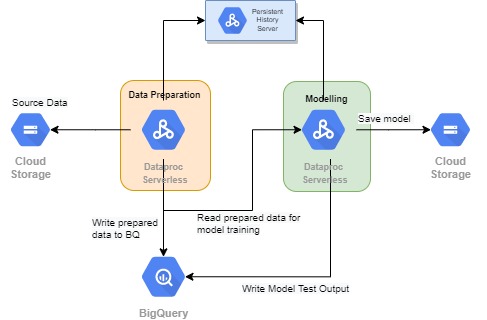 Persistent
History
Server
Data Preparation
Modelling
Source Data
Save model
Cloud
Storage
Dataproc
Serverless
Dataproc
Serverless
Cloud
Storage
Write prepared
data to BQ
Read prepared data for
model training
Write Model Test Output
BigQuery